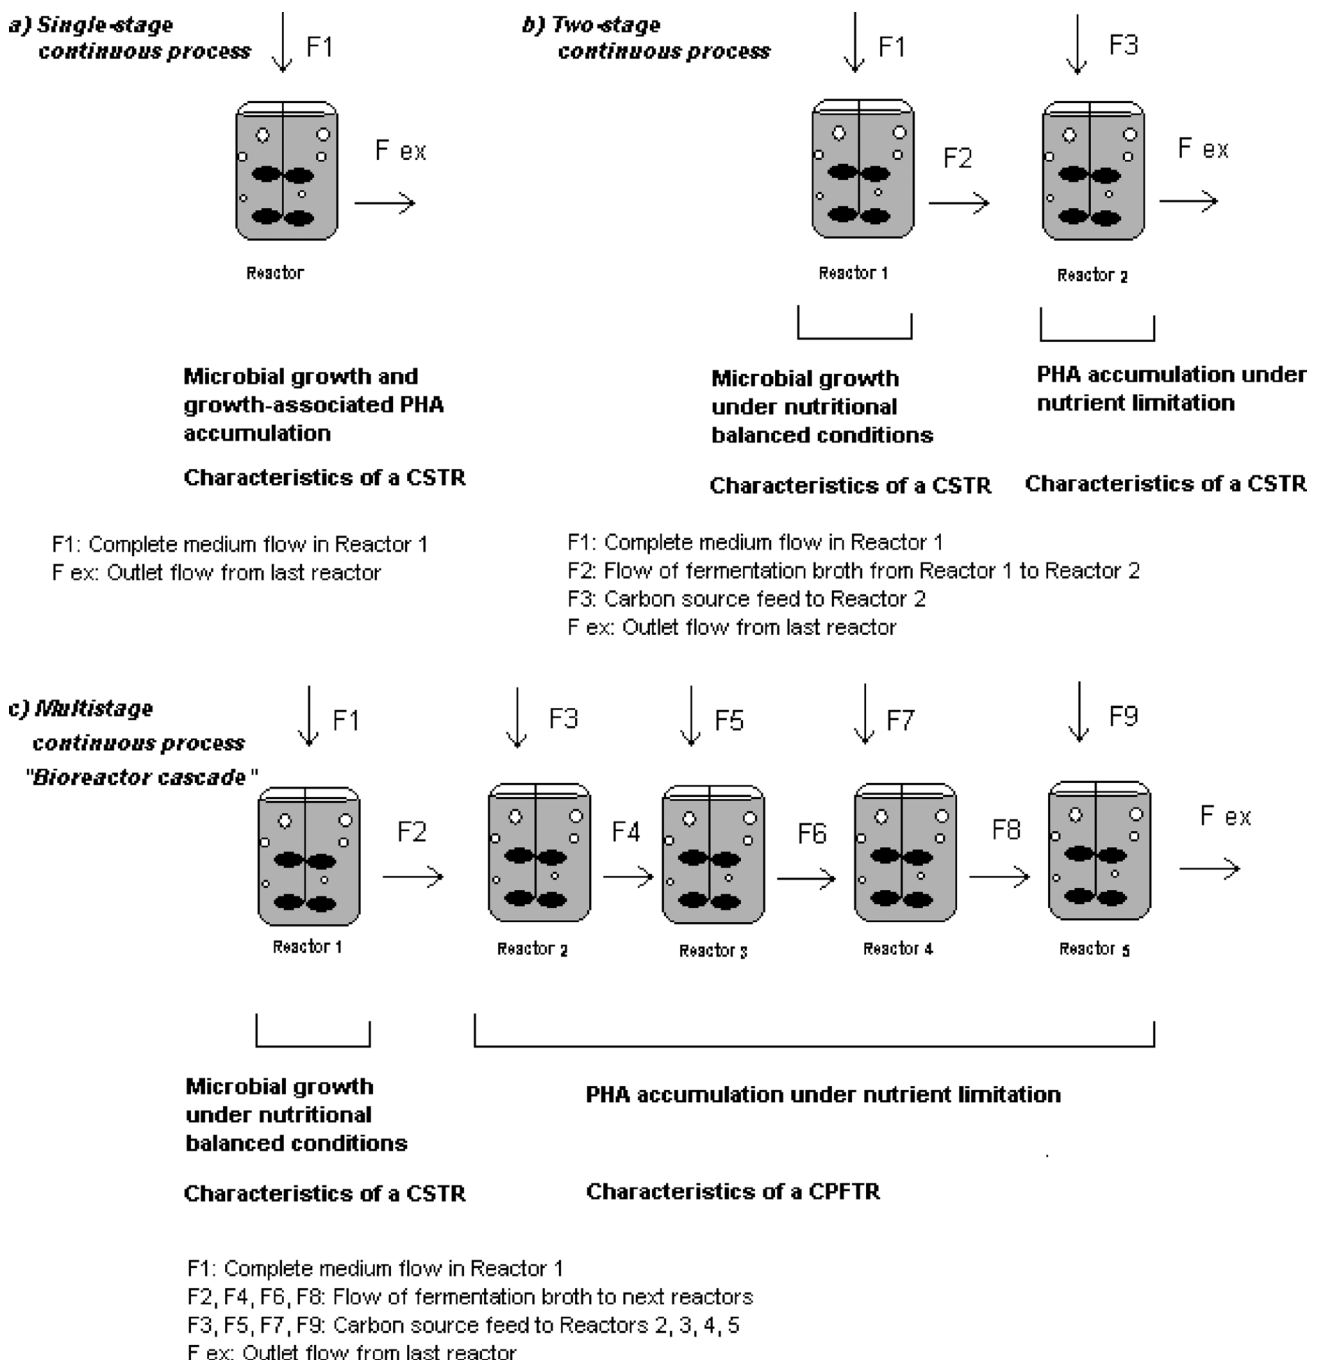 a) Single-stage
continuous process
F1
F ex
Reactor
Microbial growth and
growth-associated PHA
accumulation
Characteristics of a CSTR
F1: Complete medium flow in Reactor 1
F ex: Outlet flow from last reactor
b) Two-stage
continuous process
F1
F3
F2
F ex
Reactor 1
Reactor 2
Microbial growth
under nutritional
balanced conditions
PHA accumulation under
nutrient limitation
Characteristics of a CSTR
Characteristics of a CSTR
F1: Complete medium flow in Reactor 1
F2: Flow of fermentation broth from Reactor 1 to Reactor 2
F3: Carbon source feed to Reactor 2
F ex: Outlet flow from last reactor
c) Multistage
continuous process
"Bioreactor cascade"
F1
F3
F5
F7
F9
F2
F4
F6
F8
F ex
Reactor 1
Reactor 2
Reactor 3
Reactor 4
Reactor 5
Microbial growth
under nutritional
balanced conditions
PHA accumulation under nutrient limitation
Characteristics of a CSTR
Characteristics of a CPFTR
F1: Complete medium flow in Reactor 1
F2, F4, F6, F8: Flow of fermentation broth to next reactors
F3, F5, F7, F9: Carbon source feed to Reactors 2, 3, 4, 5
F ex: Outlet flow from last reactor